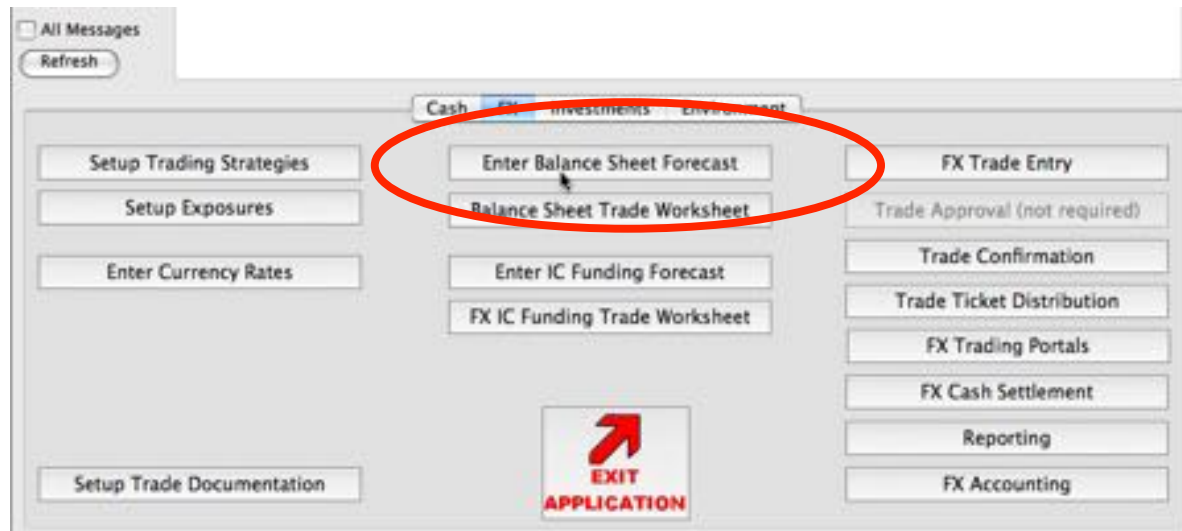 All Messages
Refresh
Cash FX Investments Environment
Setup Trading Strategies
Enter Balance Sheet Forecast
FX Trade Entry
Setup Exposures
Balance Sheet Trade Worksheet
Trade Approval (not required)
Enter Currency Rates
Enter IC Funding Forecast
Trade Confirmation
FX IC Funding Trade Worksheet
Trade Ticket Distribution
FX Trading Portals
FX Cash Settlement
EXIT
APPLICATION
Reporting
Setup Trade Documentation
FX Accounting